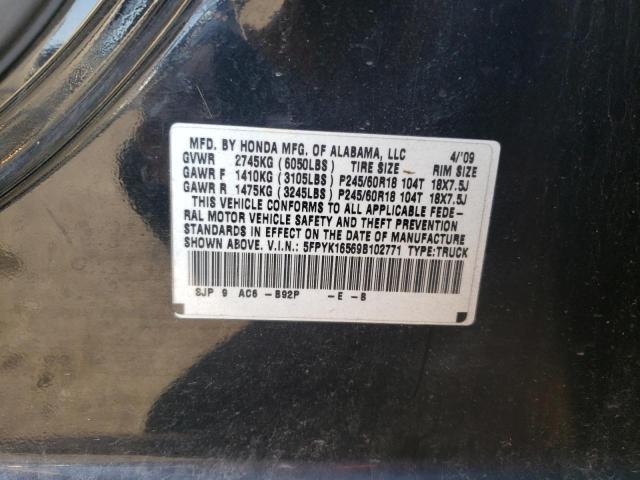 MFD. BY HONDA MFG. OF ALABAMA, LLC 4/'09
GVWR 2745KG (6050LBS) TIRE SIZE RIM SIZE
GAWR F 1410KG (3105LBS) P245/60R18 104T 18X7.5J
GAWR R 1475KG (3245LBS) P245/60R18 104T 18X7.5J
THIS VEHICLE CONFORMS TO ALL APPLICABLE FEDE-
RAL MOTOR VEHICLE SAFETY AND THEFT PREVENTION
STANDARDS IN EFFECT ON THE DATE OF MANUFACTURE
SHOWN ABOVE. V.I.N.: 5FPYK16569B102771 TYPE:TRUCK
SJP 9 AC6 -B92P -E -B